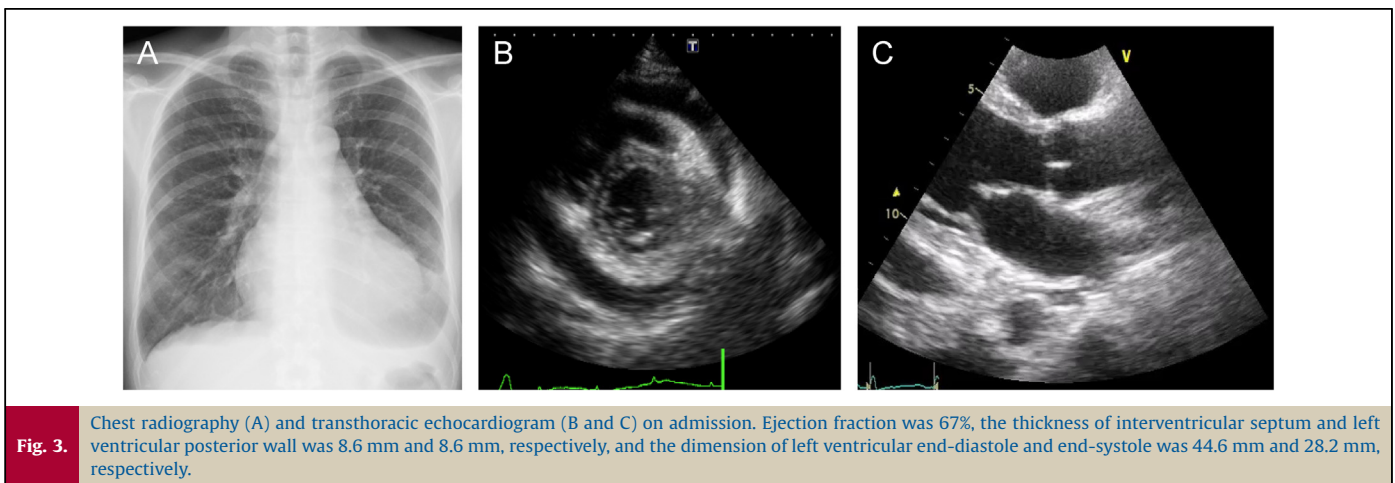 A
B
T
C
V
5
10
Fig. 3.
Chest radiography (A) and transthoracic echocardiogram (B and C) on admission. Ejection fraction was 67%, the thickness of interventricular septum and left
ventricular posterior wall was 8.6 mm and 8.6 mm, respectively, and the dimension of left ventricular end-diastole and end-systole was 44.6 mm and 28.2 mm,
respectively.